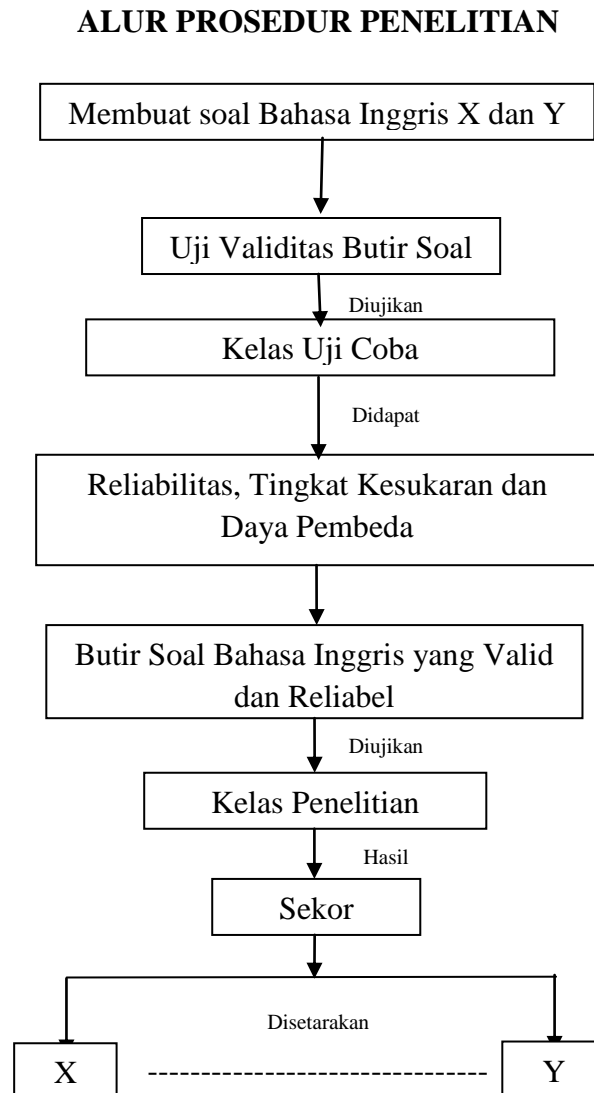 ALUR PROSEDUR PENELITIAN
Membuat soal Bahasa Inggris X dan Y
Uji Validitas Butir Soal
Diujikan
Kelas Uji Coba
Didapat
Reliabilitas, Tingkat Kesukaran dan
Daya Pembeda
Butir Soal Bahasa Inggris yang Valid
dan Reliabel
Diujikan
Kelas Penelitian
Hasil
Sekor
Disetarakan
X ------------------------------- Y